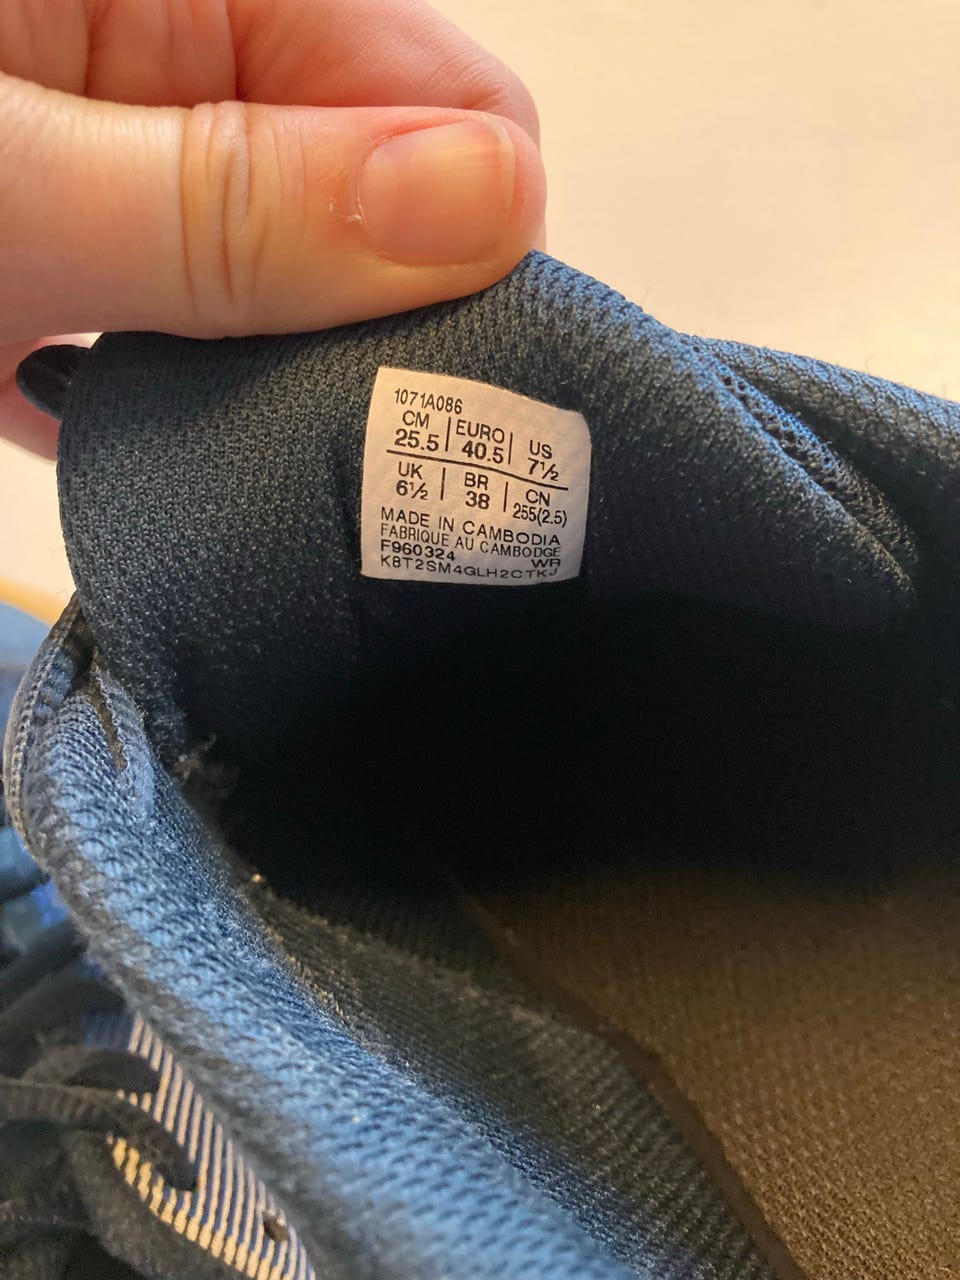 1071A086
CM EURO US
25.5 40.5 7½
UK BR CN
6½ 38 255(2.5)
MADE IN CAMBODIA
FABRIQUE AU CAMBODGE
F960324 WR
K8T2SM4GLH2CTKJ